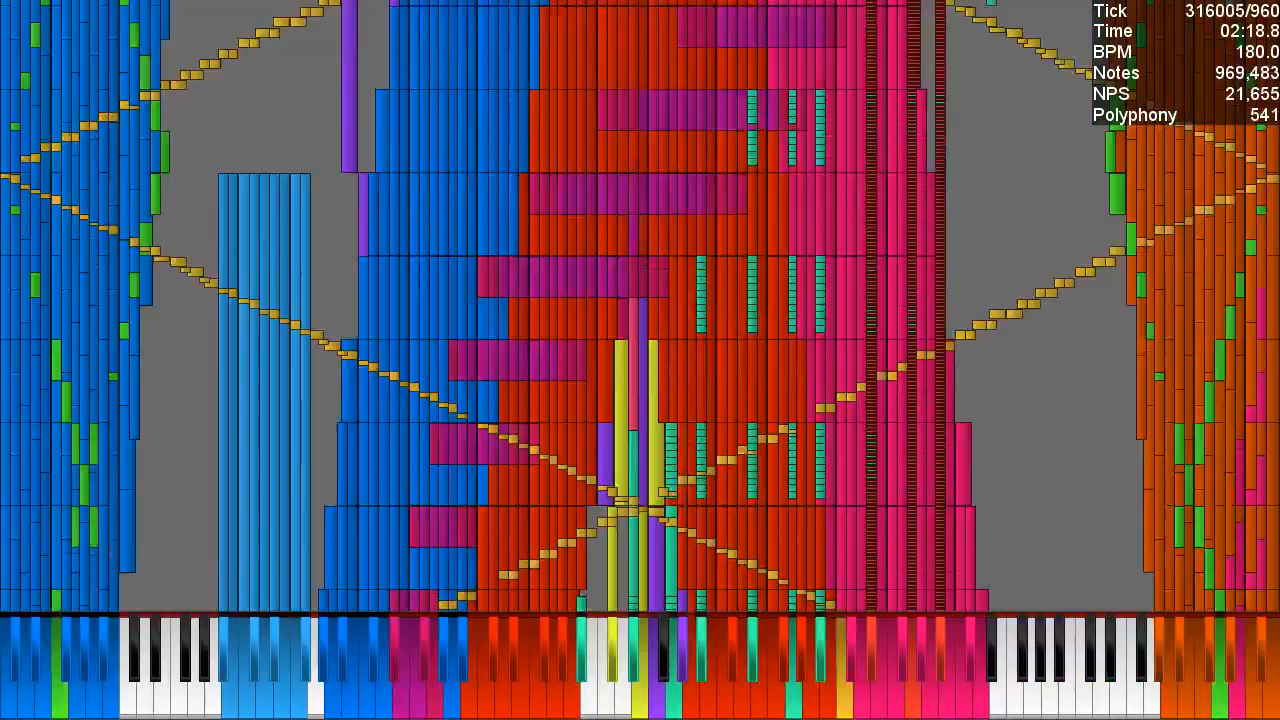 Tick 316005/960
Time 02:18.8
BPM 180.0
Notes 969,483
NPS 21,655
Polyphony 541